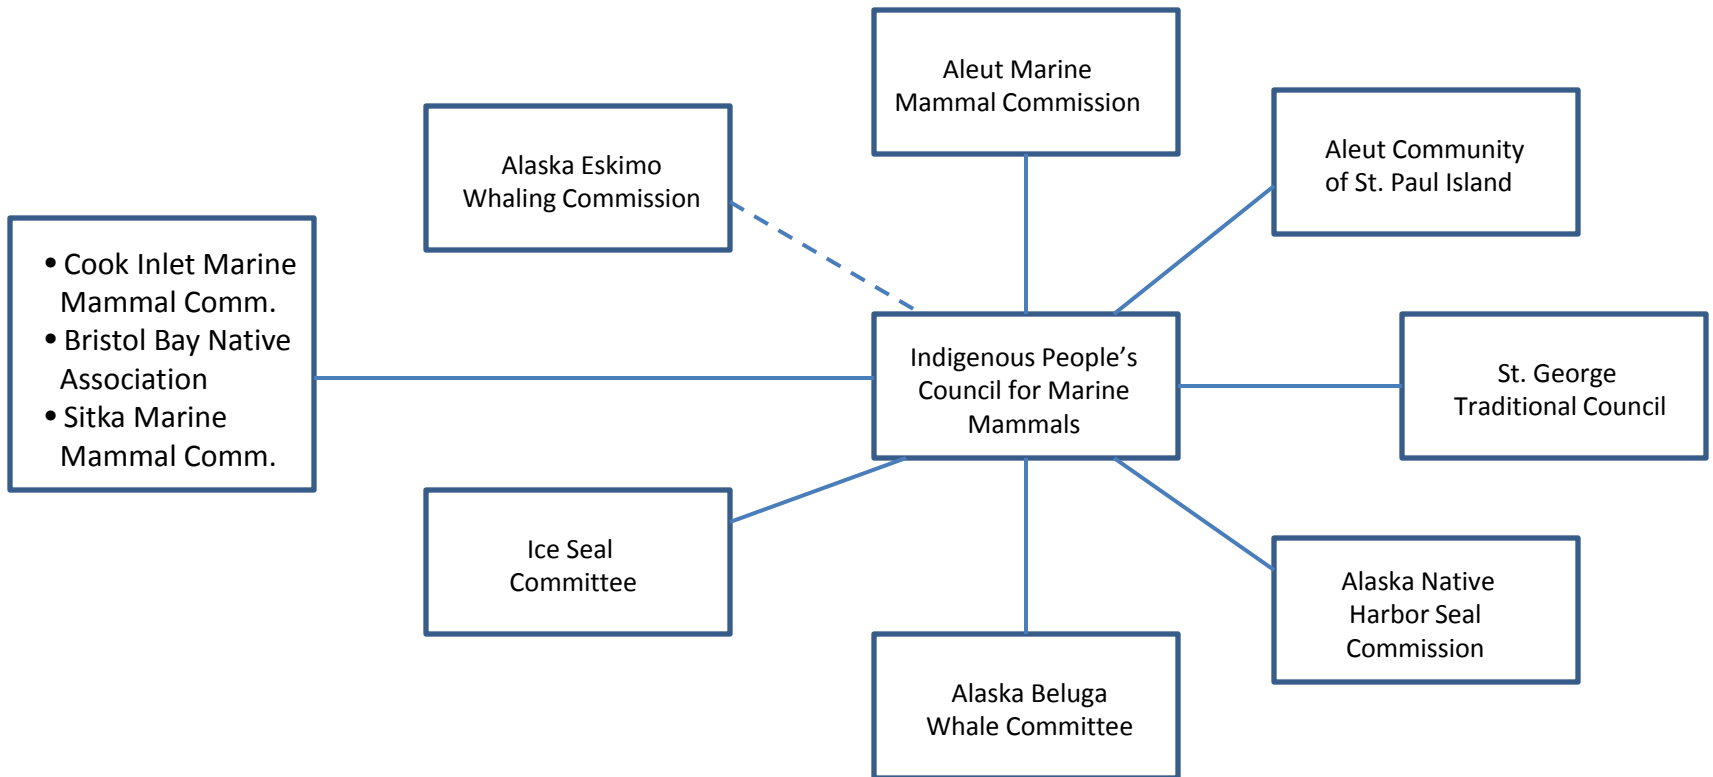 Aleut Marine
Mammal Commission
Alaska Eskimo
Whaling Commission
Aleut Community
of St. Paul Island
• Cook Inlet Marine
Mammal Comm.
• Bristol Bay Native
Association
• Sitka Marine
Mammal Comm.
Indigenous People’s
Council for Marine
Mammals
St. George
Traditional Council
Ice Seal
Committee
Alaska Native
Harbor Seal
Commission
Alaska Beluga
Whale Committee